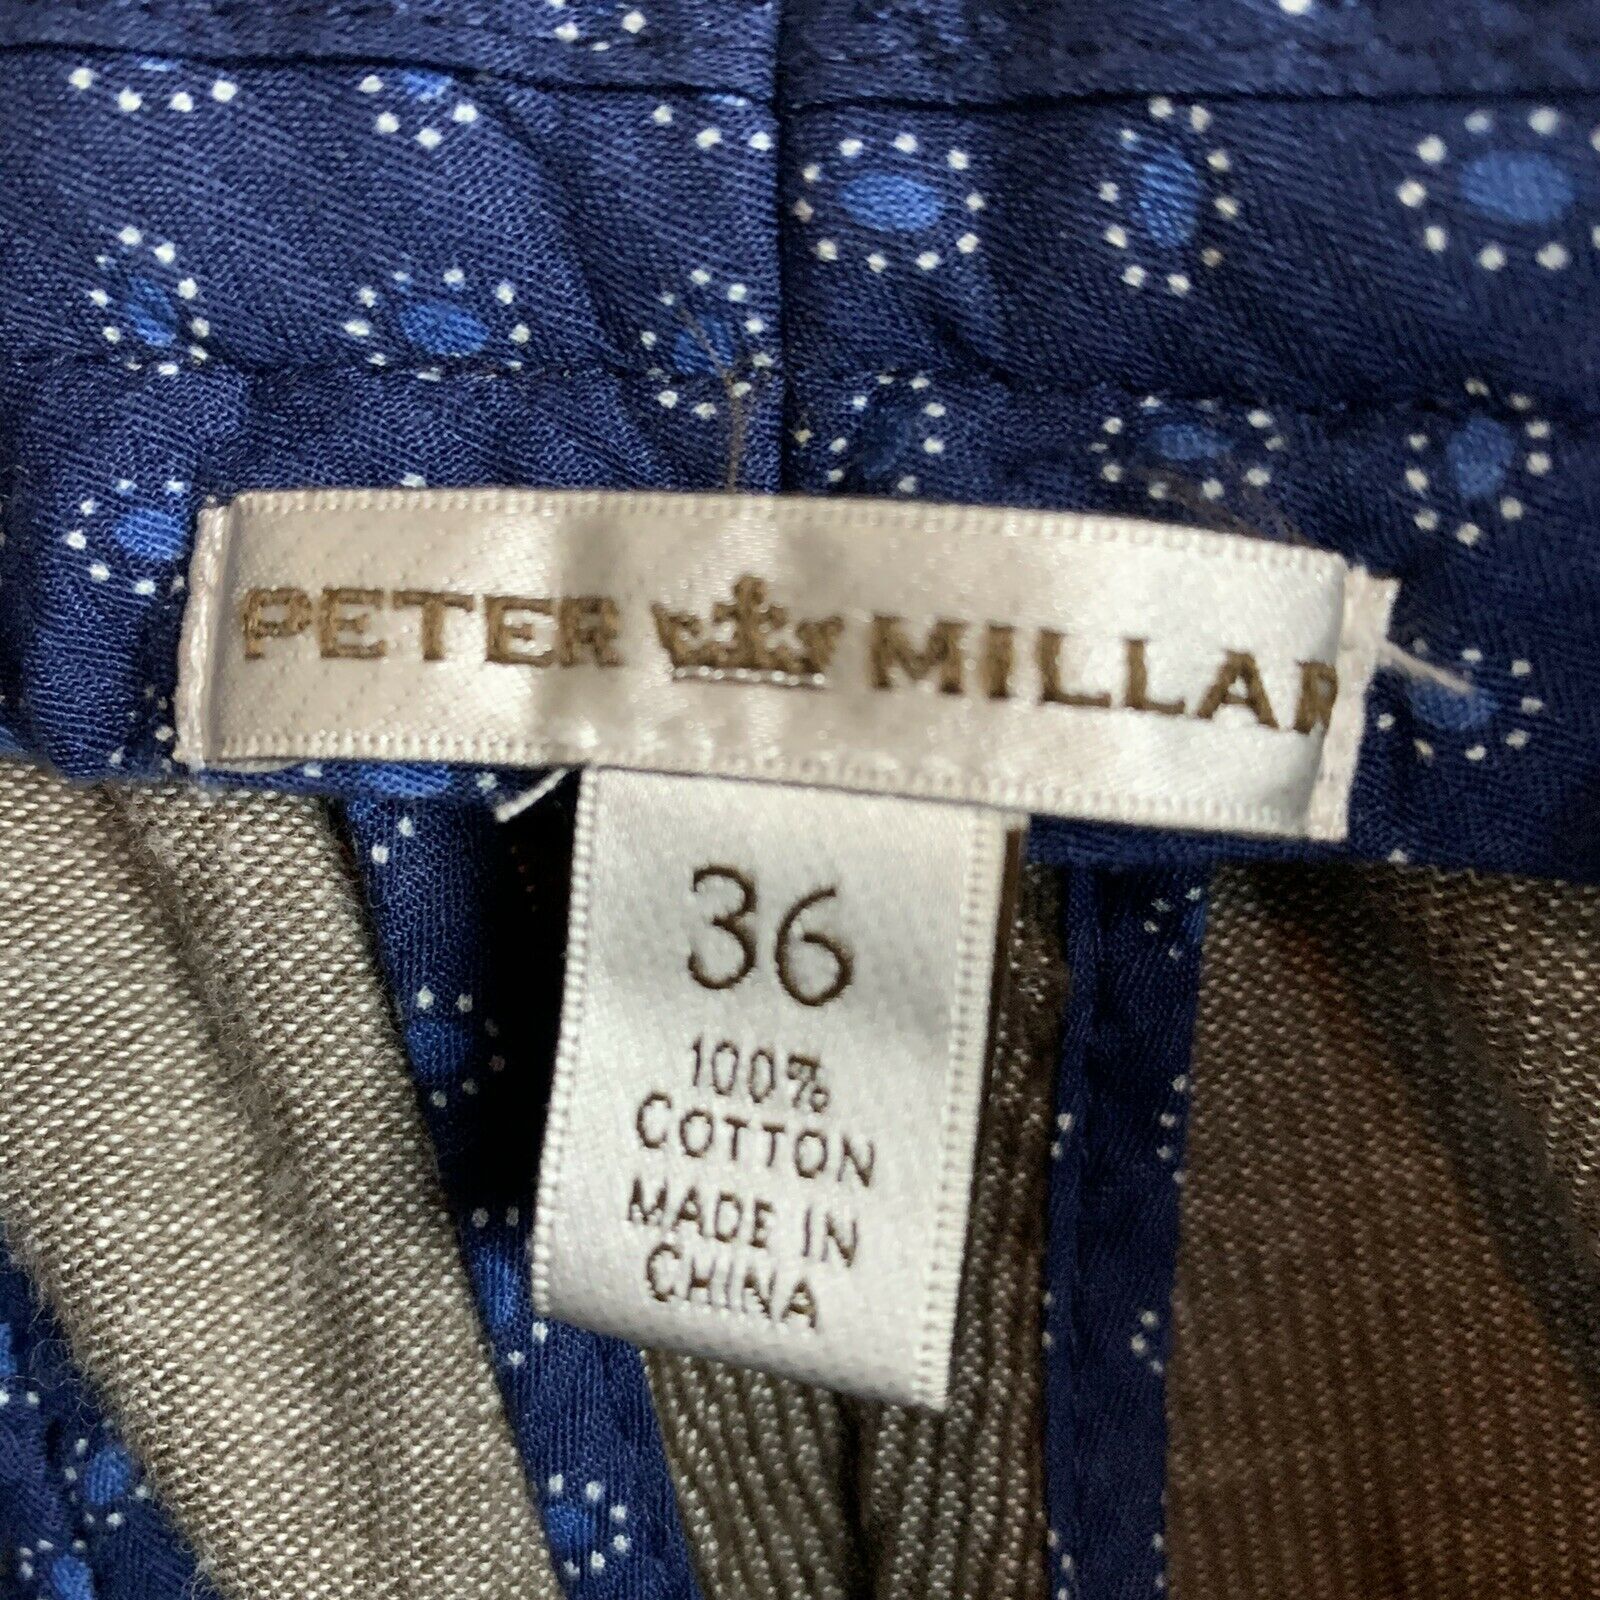 PETER MILLAR
36
100%
COTTON
MADE IN
CHINA